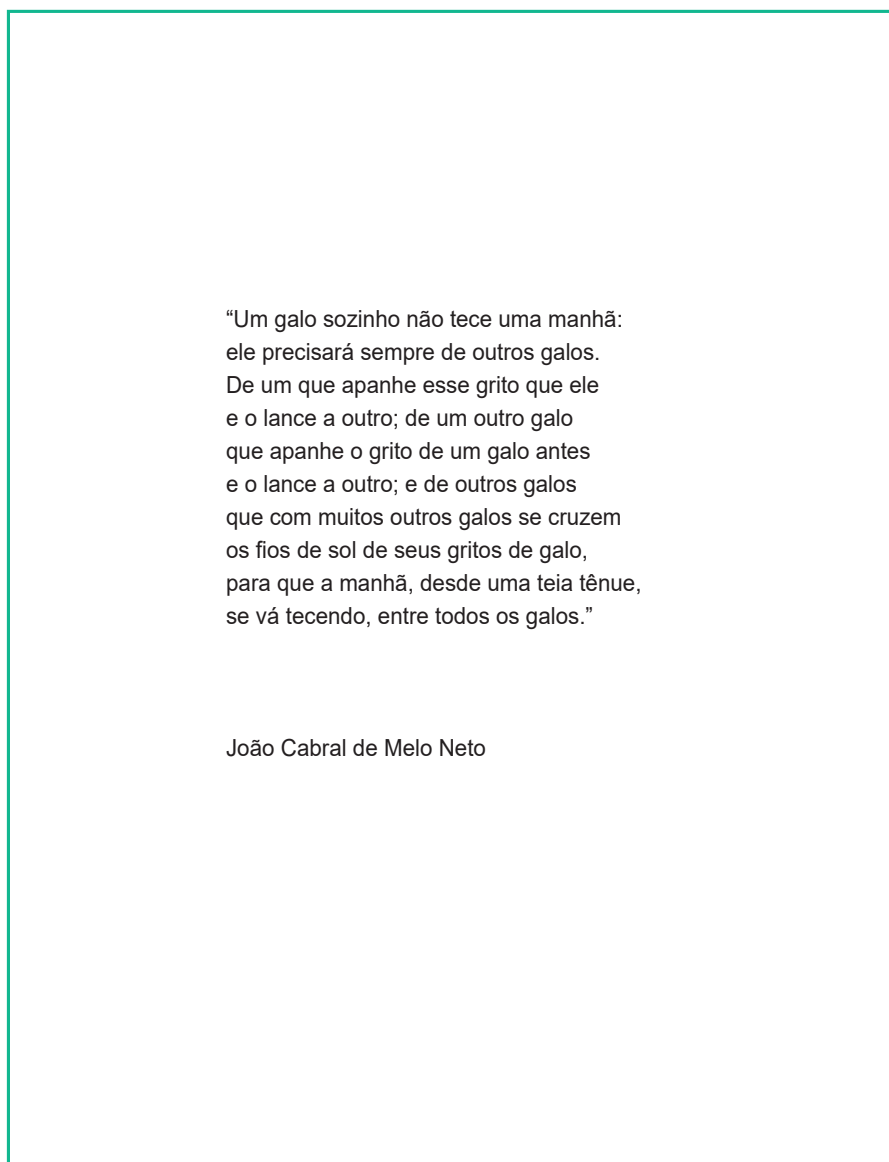 “Um galo sozinho não tece uma manhã:
ele precisará sempre de outros galos.
De um que apanhe esse grito que ele
e o lance a outro; de um outro galo
que apanhe o grito de um galo antes
e o lance a outro; e de outros galos
que com muitos outros galos se cruzem
os fios de sol de seus gritos de galo,
para que a manhã, desde uma teia tênue,
se vá tecendo, entre todos os galos.”
João Cabral de Melo Neto